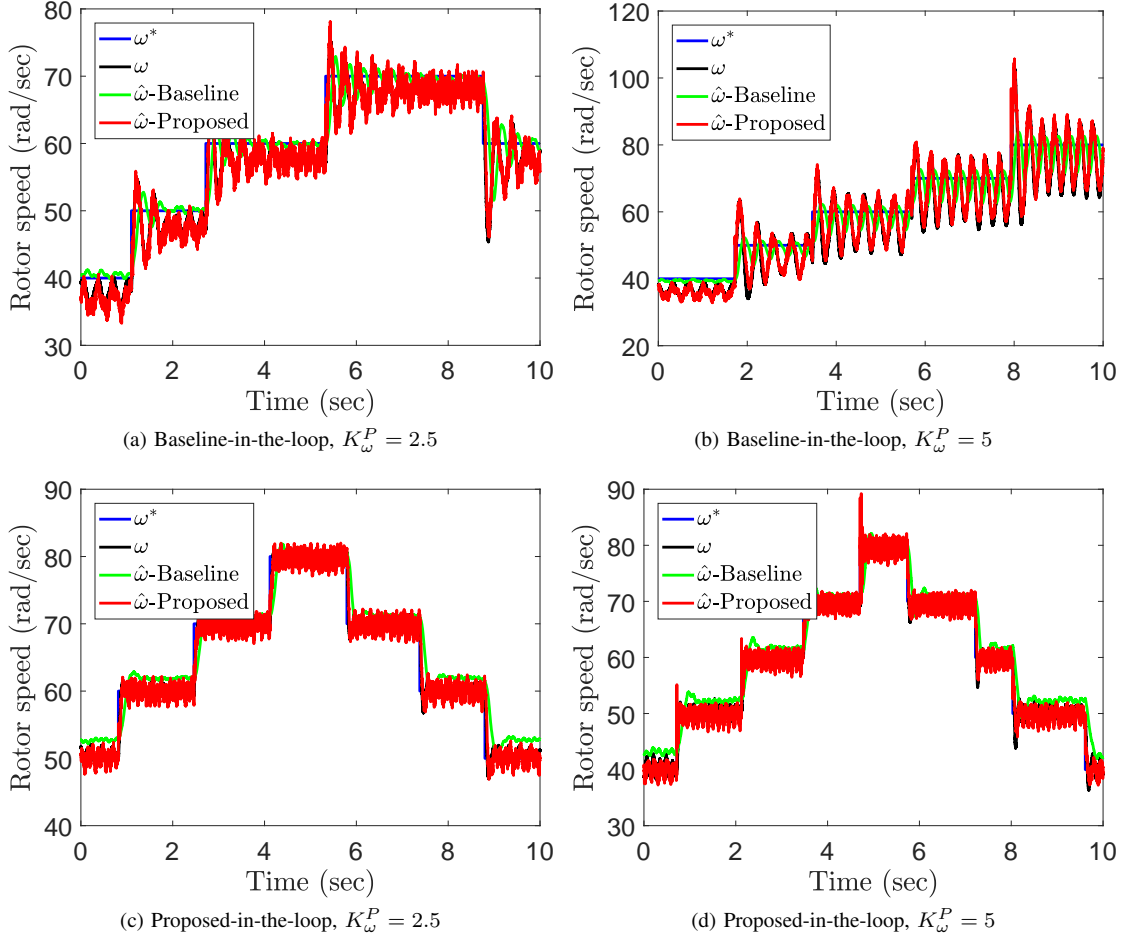 80
70
60
50
40
30
Rotor speed (rad/sec)
ω*
ω
ω̂-Baseline
ω̂-Proposed
0 2 4 6 8 10
Time (sec)
(a) Baseline-in-the-loop, K_ω^P = 2.5
120
100
80
60
40
20
Rotor speed (rad/sec)
ω*
ω
ω̂-Baseline
ω̂-Proposed
0 2 4 6 8 10
Time (sec)
(b) Baseline-in-the-loop, K_ω^P = 5
90
80
70
60
50
40
Rotor speed (rad/sec)
ω*
ω
ω̂-Baseline
ω̂-Proposed
0 2 4 6 8 10
Time (sec)
(c) Proposed-in-the-loop, K_ω^P = 2.5
90
80
70
60
50
40
30
Rotor speed (rad/sec)
ω*
ω
ω̂-Baseline
ω̂-Proposed
0 2 4 6 8 10
Time (sec)
(d) Proposed-in-the-loop, K_ω^P = 5